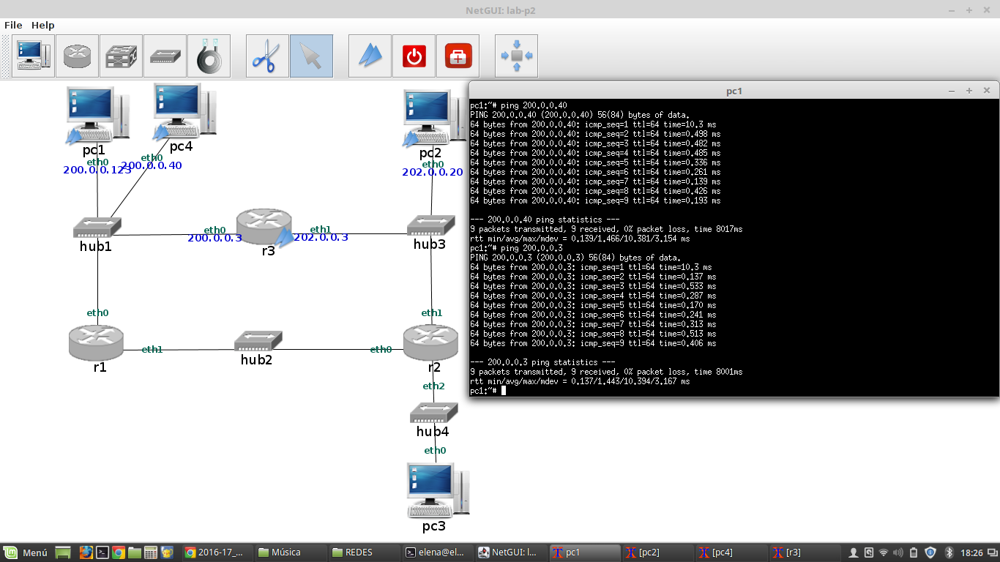 NetGUI: lab-p2
File Help
pc1
eth0
200.0.0.123
pc4
eth0
200.0.0.40
pc2
eth0
202.0.0.20
hub1
eth0
200.0.0.3
r3
eth1
202.0.0.3
hub3
eth0
r1
eth1
hub2
eth0
eth1
r2
eth2
hub4
eth0
pc3
pc1
pc1:~# ping 200.0.0.40
PING 200.0.0.40 (200.0.0.40) 56(84) bytes of data.
64 bytes from 200.0.0.40: icmp_seq=1 ttl=64 time=10.3 ms
64 bytes from 200.0.0.40: icmp_seq=2 ttl=64 time=0.498 ms
64 bytes from 200.0.0.40: icmp_seq=3 ttl=64 time=0.482 ms
64 bytes from 200.0.0.40: icmp_seq=4 ttl=64 time=0.485 ms
64 bytes from 200.0.0.40: icmp_seq=5 ttl=64 time=0.336 ms
64 bytes from 200.0.0.40: icmp_seq=6 ttl=64 time=0.261 ms
64 bytes from 200.0.0.40: icmp_seq=7 ttl=64 time=0.139 ms
64 bytes from 200.0.0.40: icmp_seq=8 ttl=64 time=0.426 ms
64 bytes from 200.0.0.40: icmp_seq=9 ttl=64 time=0.193 ms
--- 200.0.0.40 ping statistics ---
9 packets transmitted, 9 received, 0% packet loss, time 8017ms
rtt min/avg/max/mdev = 0.139/1.466/10.381/3.154 ms
pc1:~# ping 200.0.0.3
PING 200.0.0.3 (200.0.0.3) 56(84) bytes of data.
64 bytes from 200.0.0.3: icmp_seq=1 ttl=64 time=10.3 ms
64 bytes from 200.0.0.3: icmp_seq=2 ttl=64 time=0.137 ms
64 bytes from 200.0.0.3: icmp_seq=3 ttl=64 time=0.533 ms
64 bytes from 200.0.0.3: icmp_seq=4 ttl=64 time=0.287 ms
64 bytes from 200.0.0.3: icmp_seq=5 ttl=64 time=0.170 ms
64 bytes from 200.0.0.3: icmp_seq=6 ttl=64 time=0.241 ms
64 bytes from 200.0.0.3: icmp_seq=7 ttl=64 time=0.313 ms
64 bytes from 200.0.0.3: icmp_seq=8 ttl=64 time=0.513 ms
64 bytes from 200.0.0.3: icmp_seq=9 ttl=64 time=0.406 ms
--- 200.0.0.3 ping statistics ---
9 packets transmitted, 9 received, 0% packet loss, time 8001ms
rtt min/avg/max/mdev = 0.137/1.443/10.394/3.167 ms
pc1:~#
Menú 2016-17_... Música REDES elena@el... NetGUI: l... pc1 [pc2] [pc4] [r3] 18:26